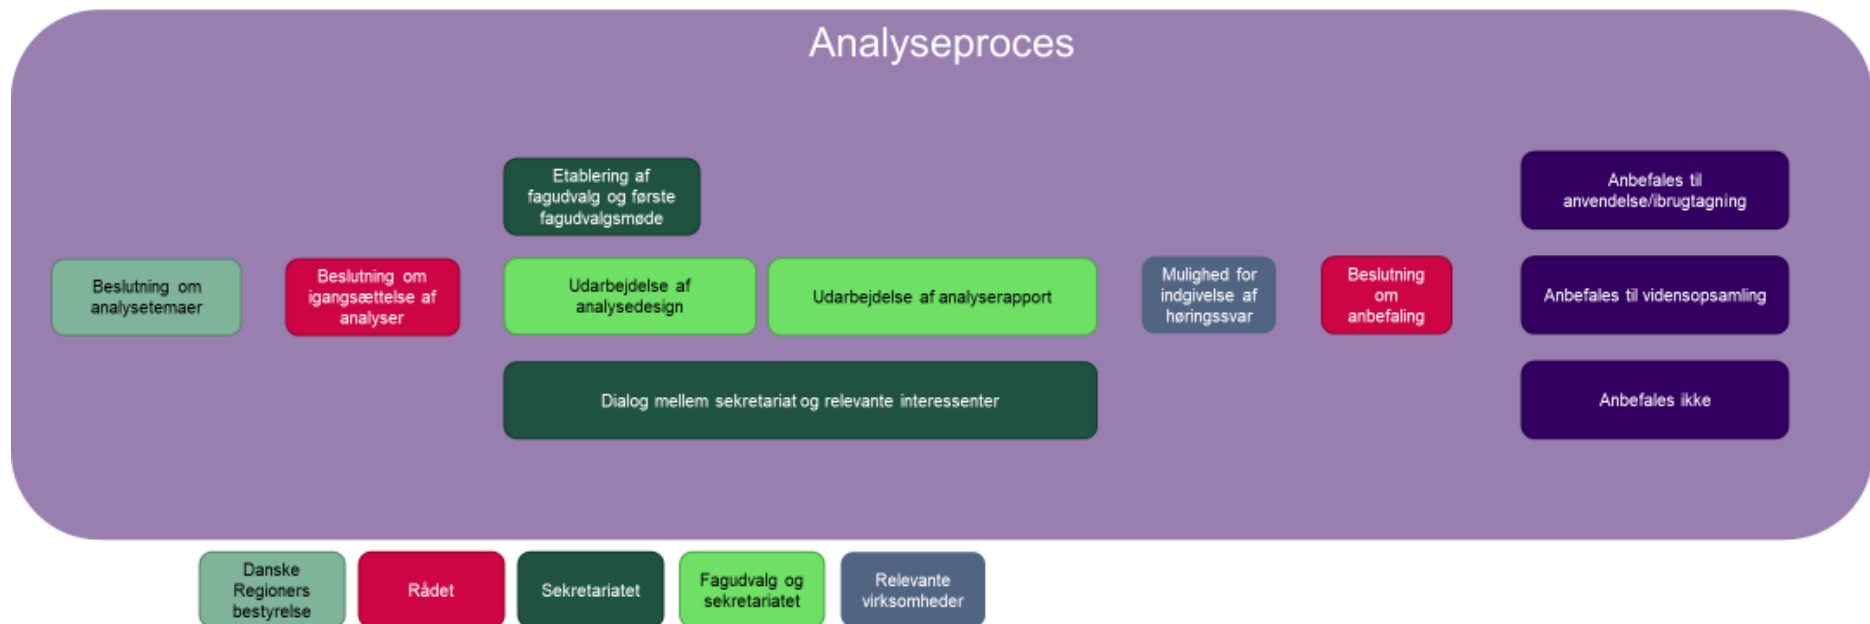 Analyseproces
Beslutning om
analysetemaer
Beslutning om
igangsættelse af
analyser
Etablering af
fagudvalg og første
fagudvalgsmøde
Udarbejdelse af
analysedesign
Udarbejdelse af analyserapport
Dialog mellem sekretariat og relevante interessenter
Mulighed for
indgivelse af
høringssvar
Beslutning
om
anbefaling
Anbefales til
anvendelse/ibrugtagning
Anbefales til vidensopsamling
Anbefales ikke
Danske
Regioners
bestyrelse
Rådet
Sekretariatet
Fagudvalg og
sekretariatet
Relevante
virksomheder